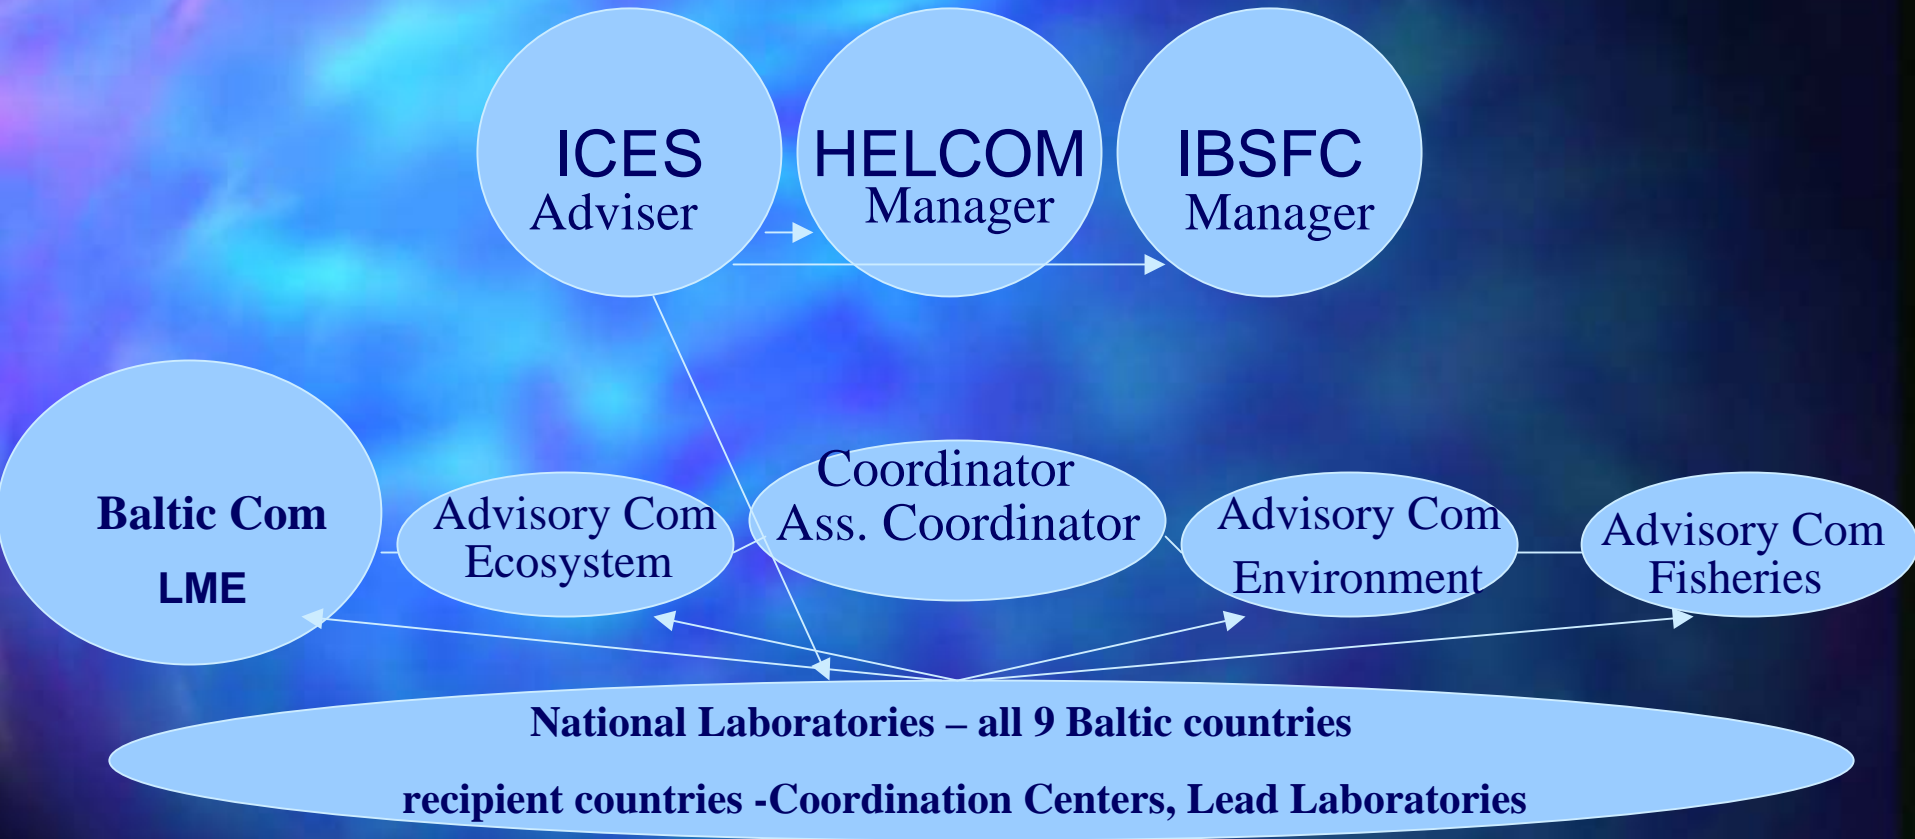 ICES
Adviser
HELCOM
Manager
IBSFC
Manager
Baltic Com
LME
Advisory Com
Ecosystem
Coordinator
Ass. Coordinator
Advisory Com
Environment
Advisory Com
Fisheries
National Laboratories – all 9 Baltic countries
recipient countries -Coordination Centers, Lead Laboratories